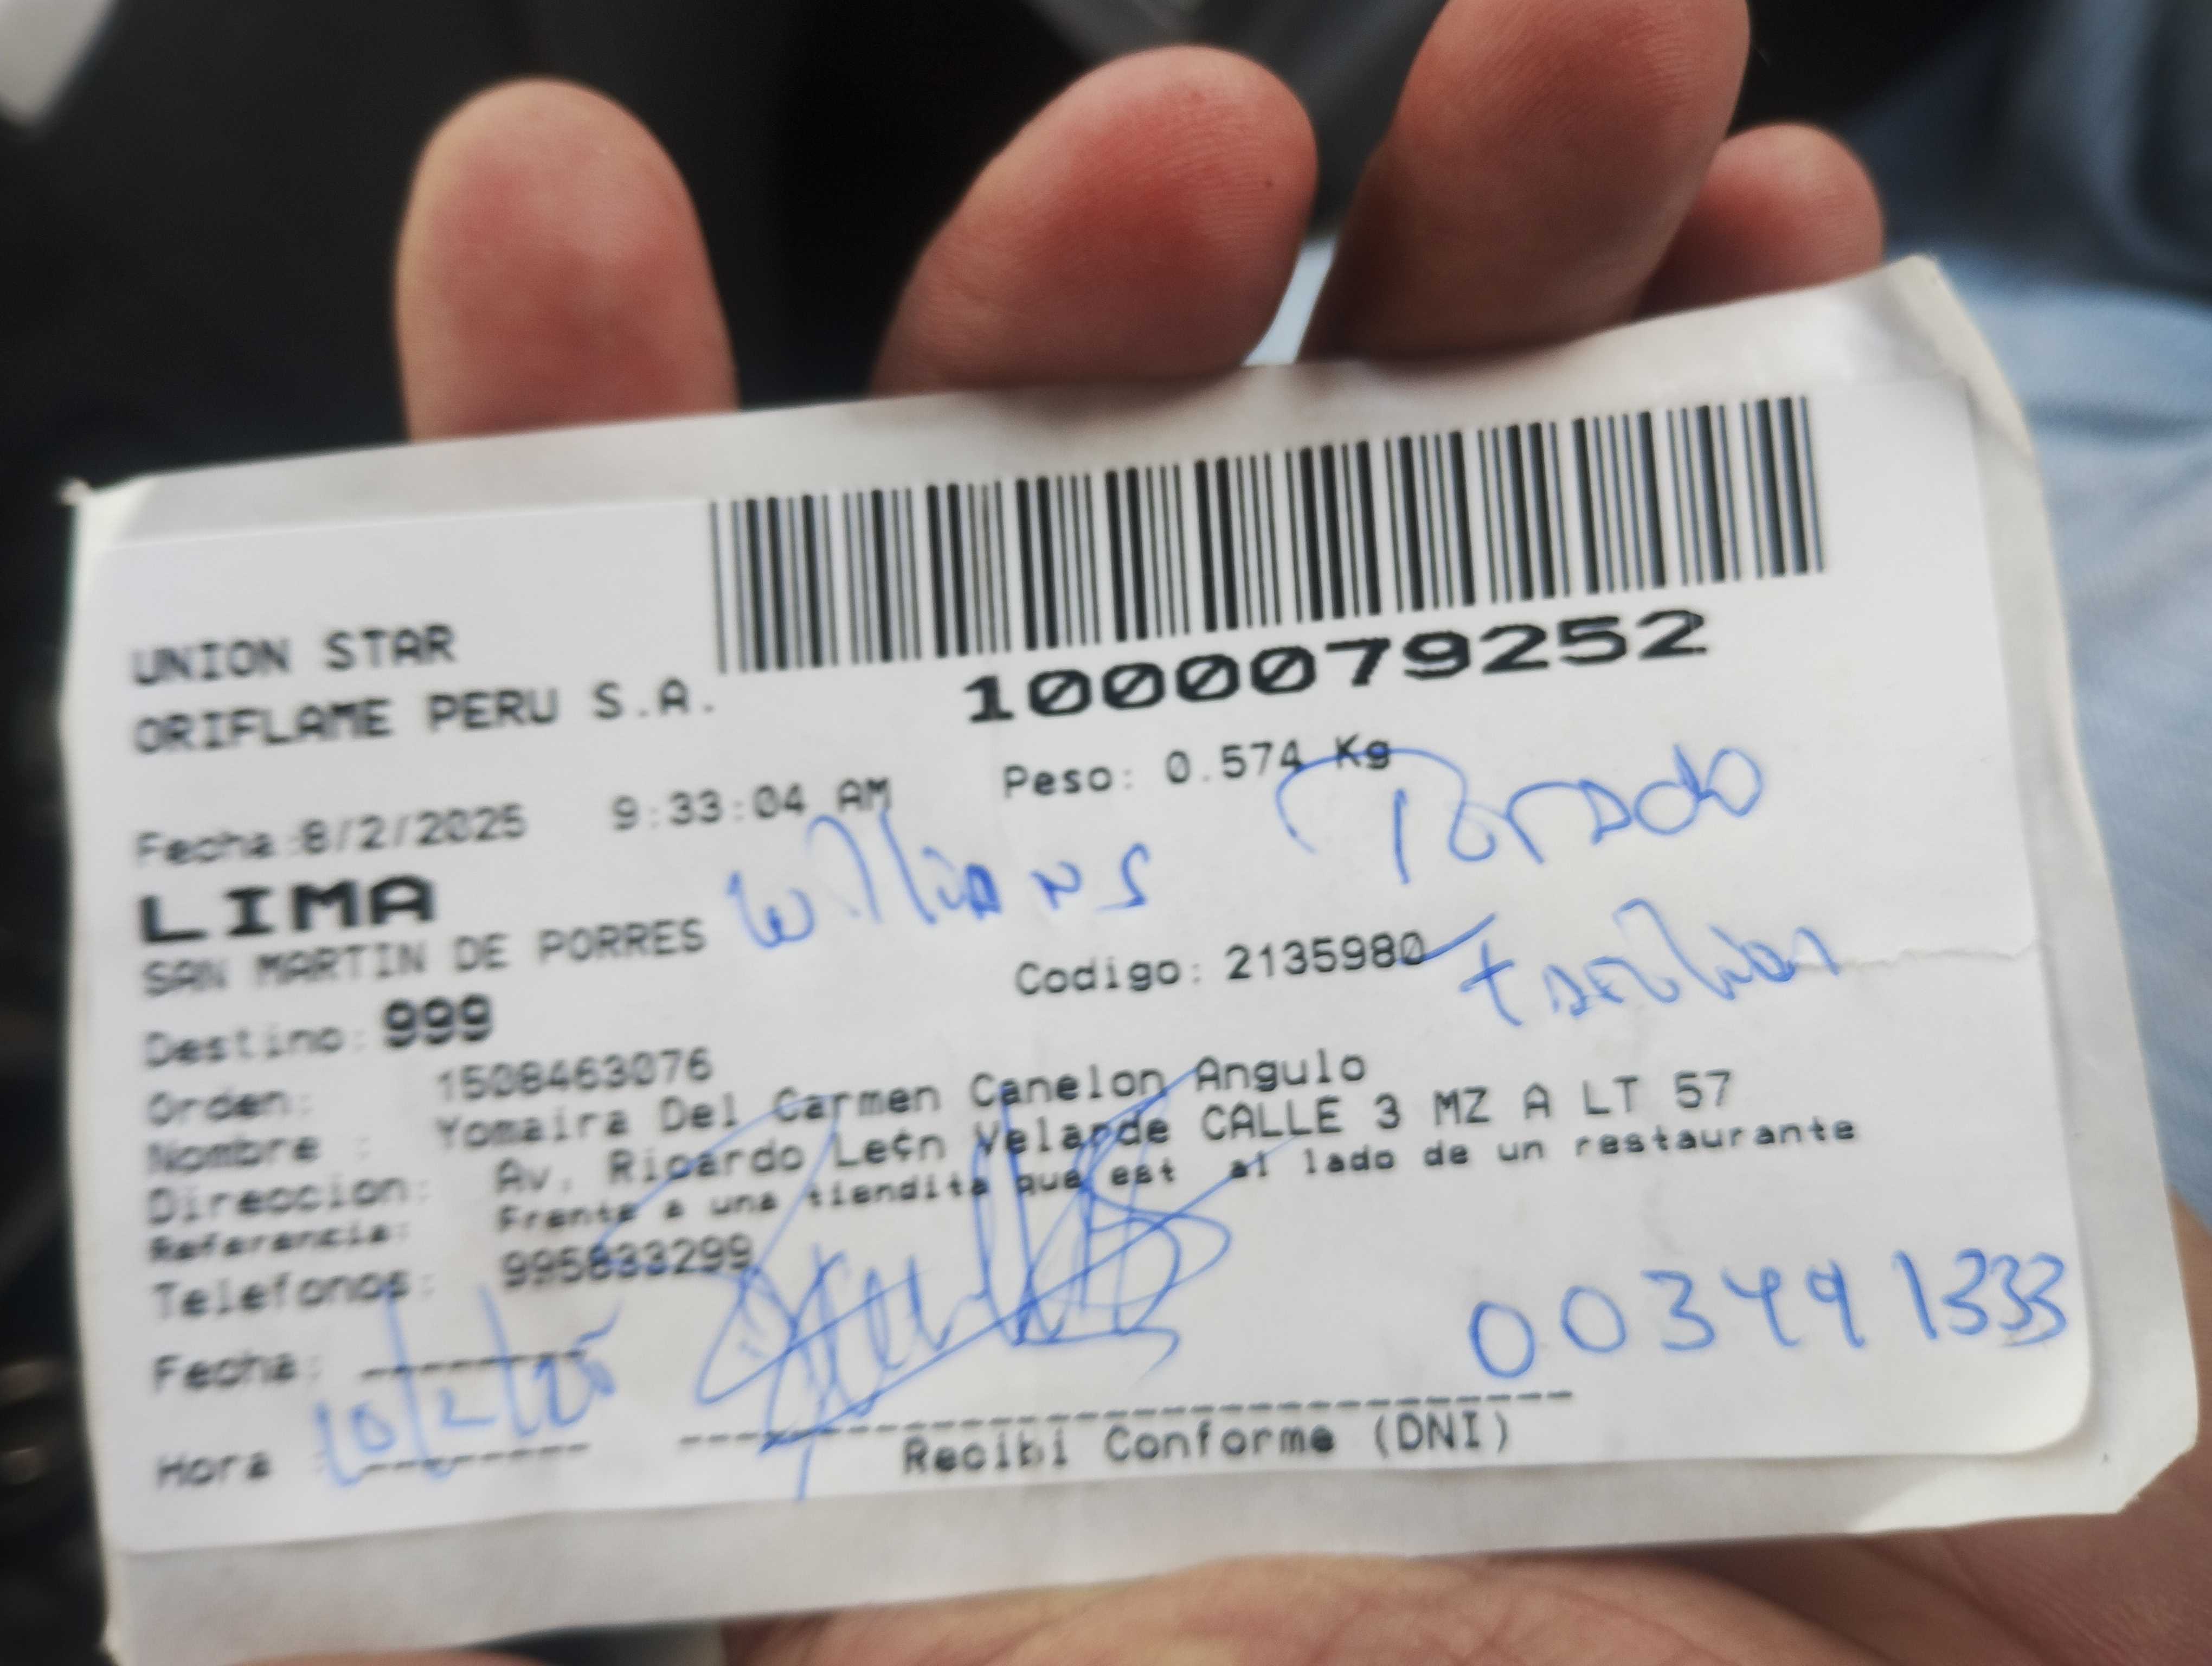 UNION STAR
ORIFLAME PERU S.A.
1000079252
Fecha:8/2/2025 9:33:04 AM Peso: 0.574 Kg
LIMA
SAN MARTIN DE PORRES
Codigo: 2135980
Destino: 999
Orden: 1508463076
Nombre : Yomaira Del Carmen Canelon Angulo
Direccion: Av. Ricardo Le¢n Velarde CALLE 3 MZ A LT 57
Referencia: Frente a una tiendita que est al lado de un restaurante
Telefonos: 995833299
003491333
Fecha:
10/2/25
Hora
Recibi Conforme (DNI)